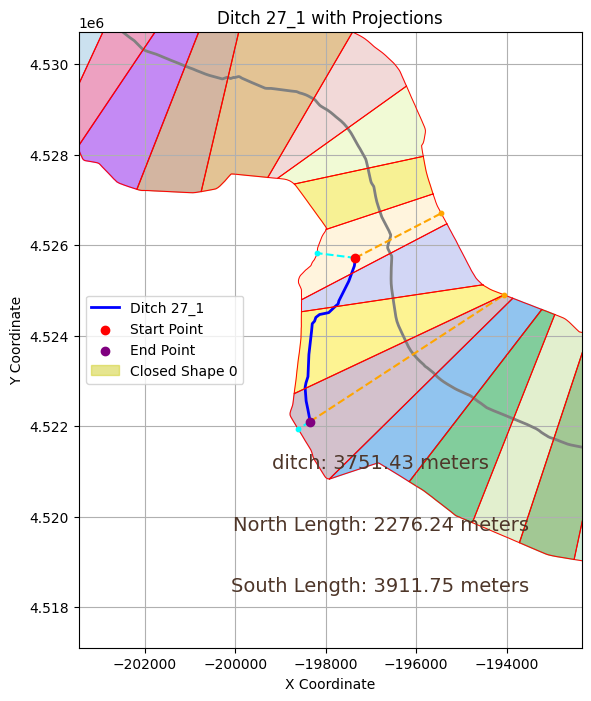 Ditch 27_1 with Projections
1e6
4.530
4.528
4.526
4.524
4.522
4.520
4.518
Y Coordinate
Ditch 27_1
Start Point
End Point
Closed Shape 0
ditch: 3751.43 meters
North Length: 2276.24 meters
South Length: 3911.75 meters
−202000 −200000 −198000 −196000 −194000
X Coordinate